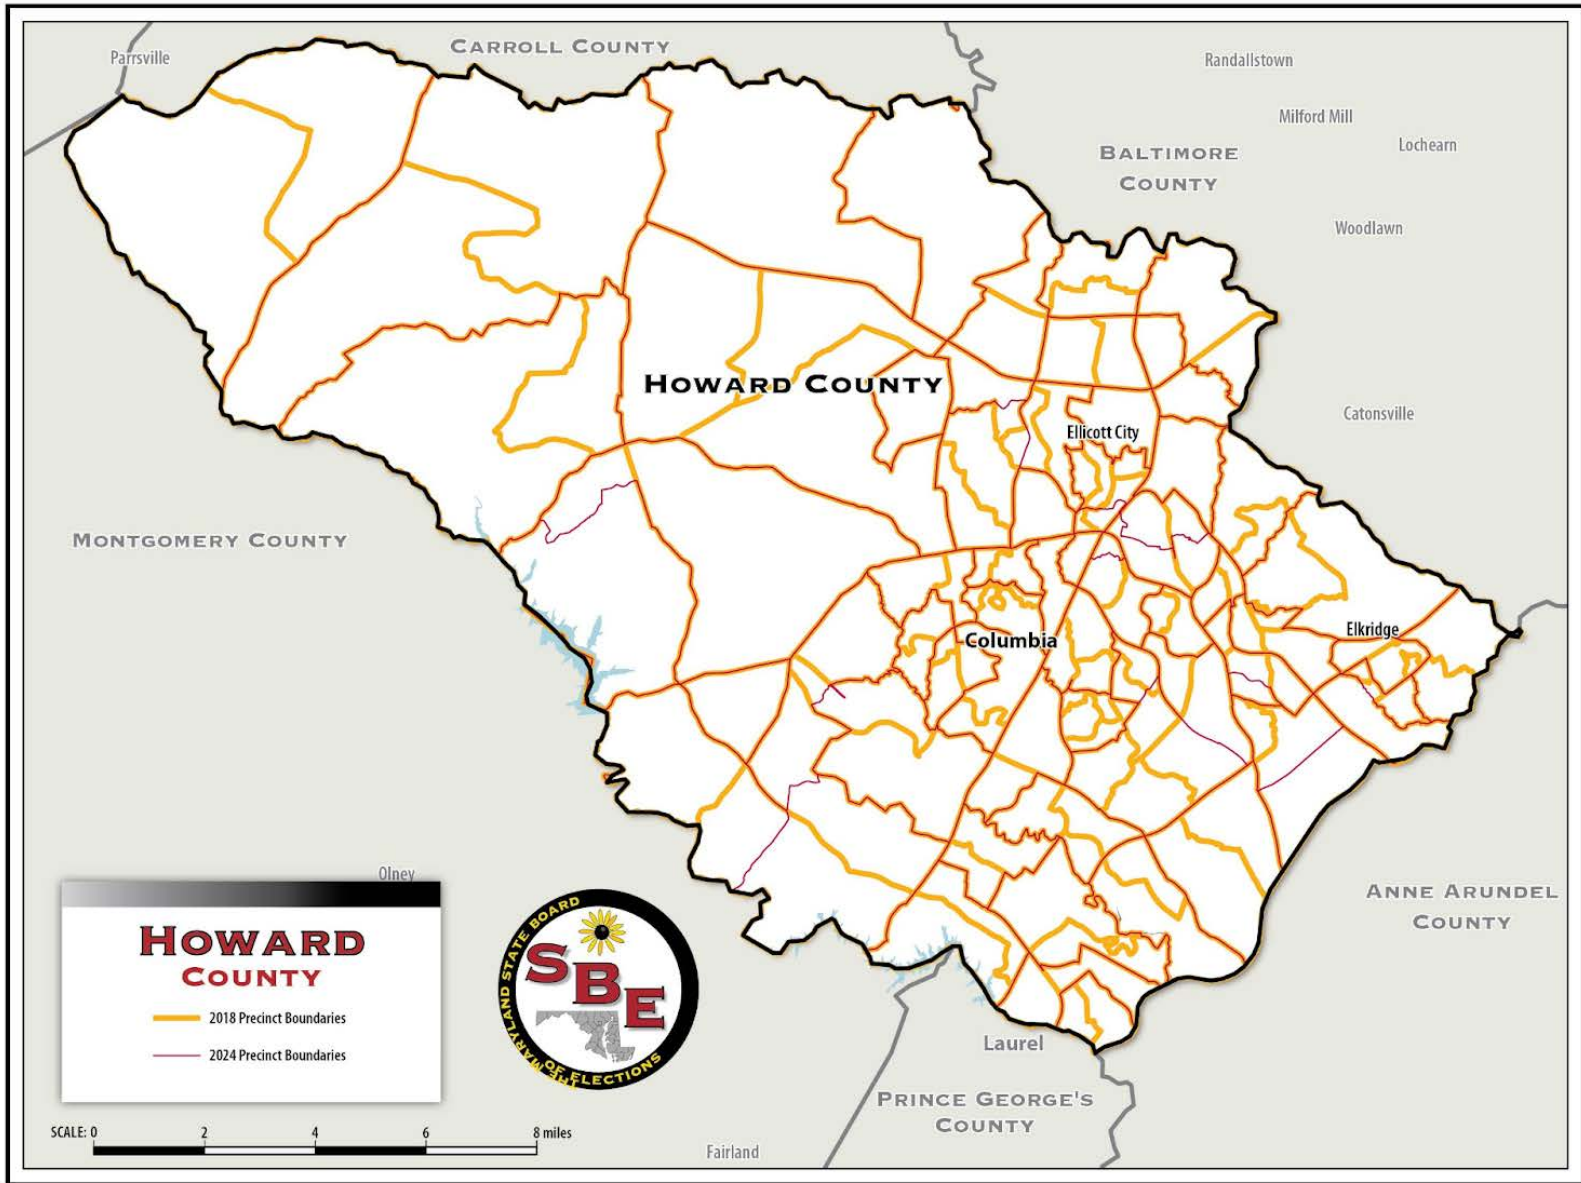 CARROLL COUNTY
Parrsville
Randallstown
Milford Mill
Lochearn
BALTIMORE
COUNTY
Woodlawn
HOWARD COUNTY
Catonsville
Ellicott City
MONTGOMERY COUNTY
Elkridge
Columbia
Olney
ANNE ARUNDEL
COUNTY
HOWARD
COUNTY
2018 Precinct Boundaries
2024 Precinct Boundaries
THE MARYLAND STATE BOARD
OF ELECTIONS
SBE
Laurel
PRINCE GEORGE'S
COUNTY
SCALE: 0 2 4 6 8 miles
Fairland